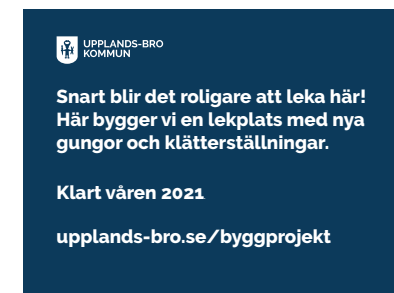 UPPLANDS-BRO
KOMMUN
Snart blir det roligare att leka här!
Här bygger vi en lekplats med nya
gungor och klätterställningar.
Klart våren 2021
upplands-bro.se/byggprojekt